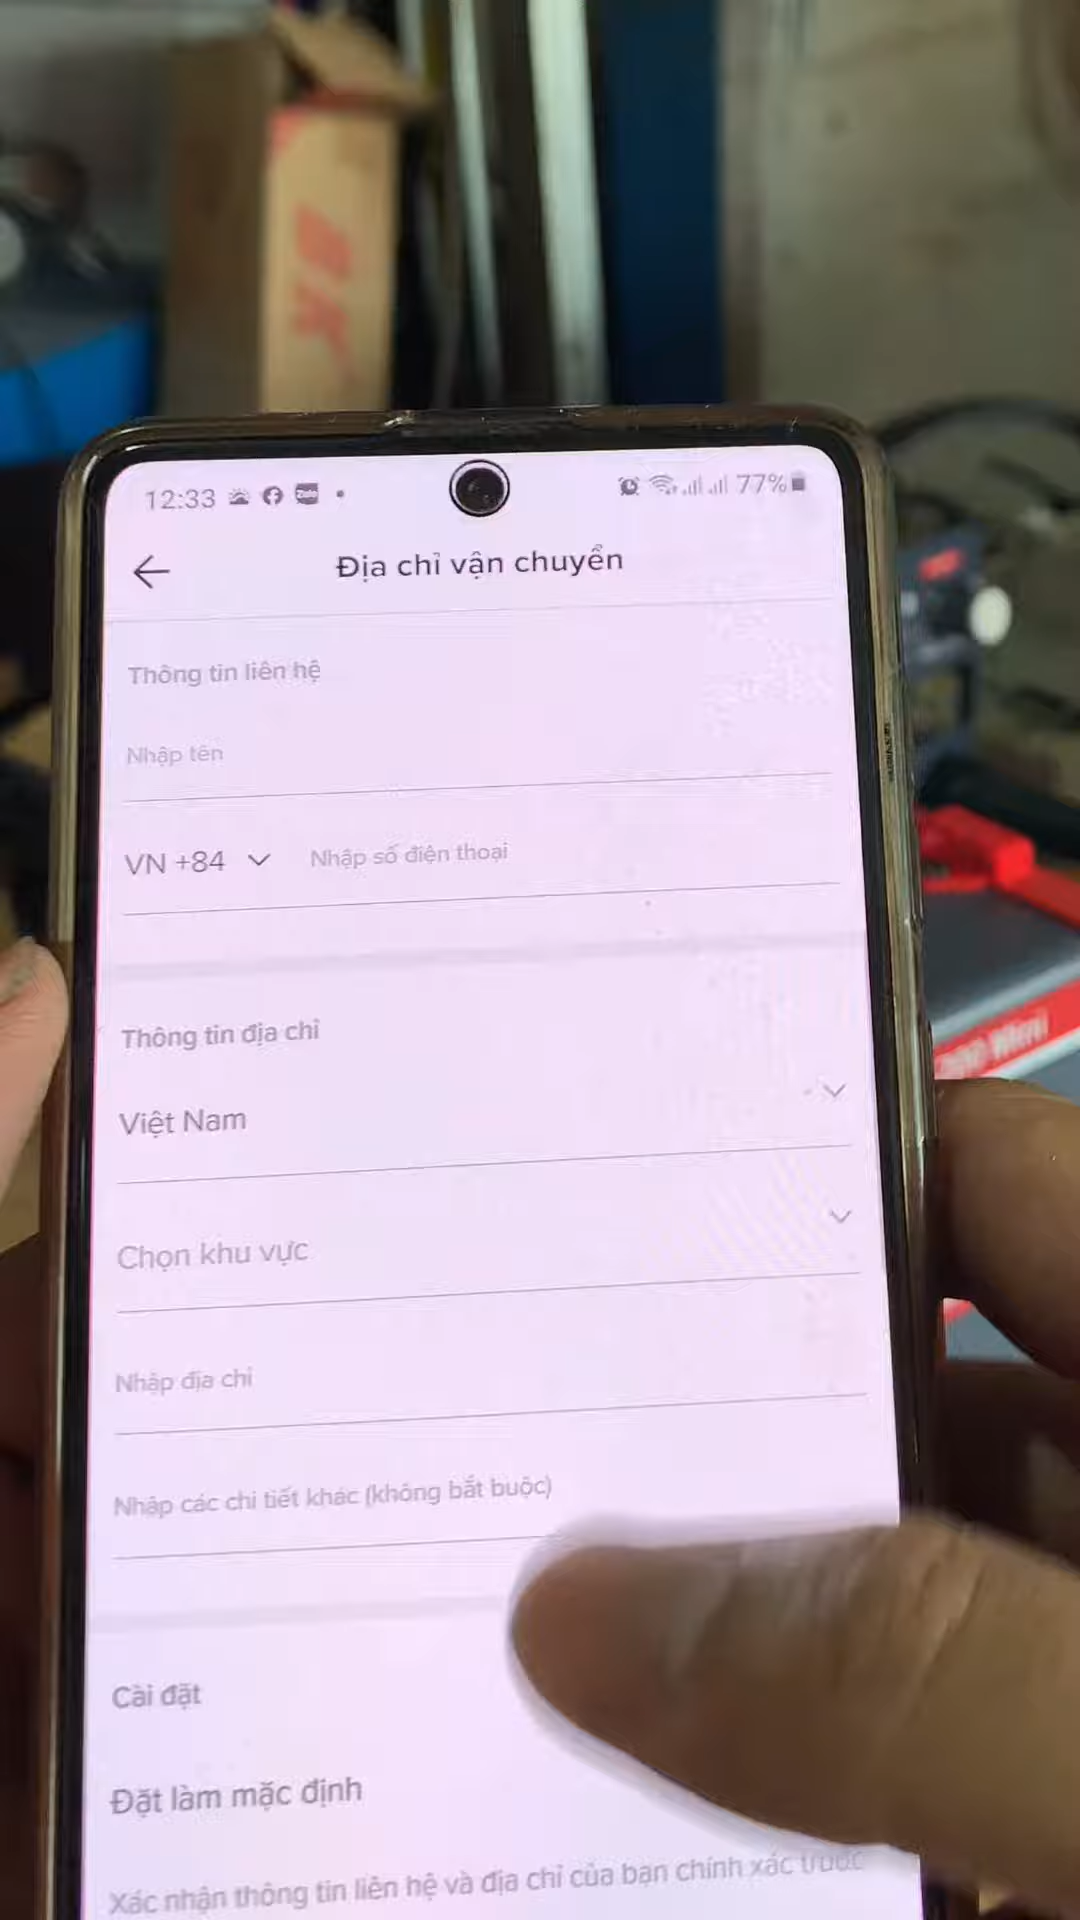 BK
12:33 Zalo 77%
Địa chỉ vận chuyển
Thông tin liên hệ
Nhập tên
VN +84 Nhập số điện thoại
Thông tin địa chỉ
Việt Nam
Chọn khu vực
Nhập địa chỉ
Nhập các chi tiết khác (không bắt buộc)
Cài đặt
Đặt làm mặc định
Xác nhận thông tin liên hệ và địa chỉ của bạn chính xác trước
Mini